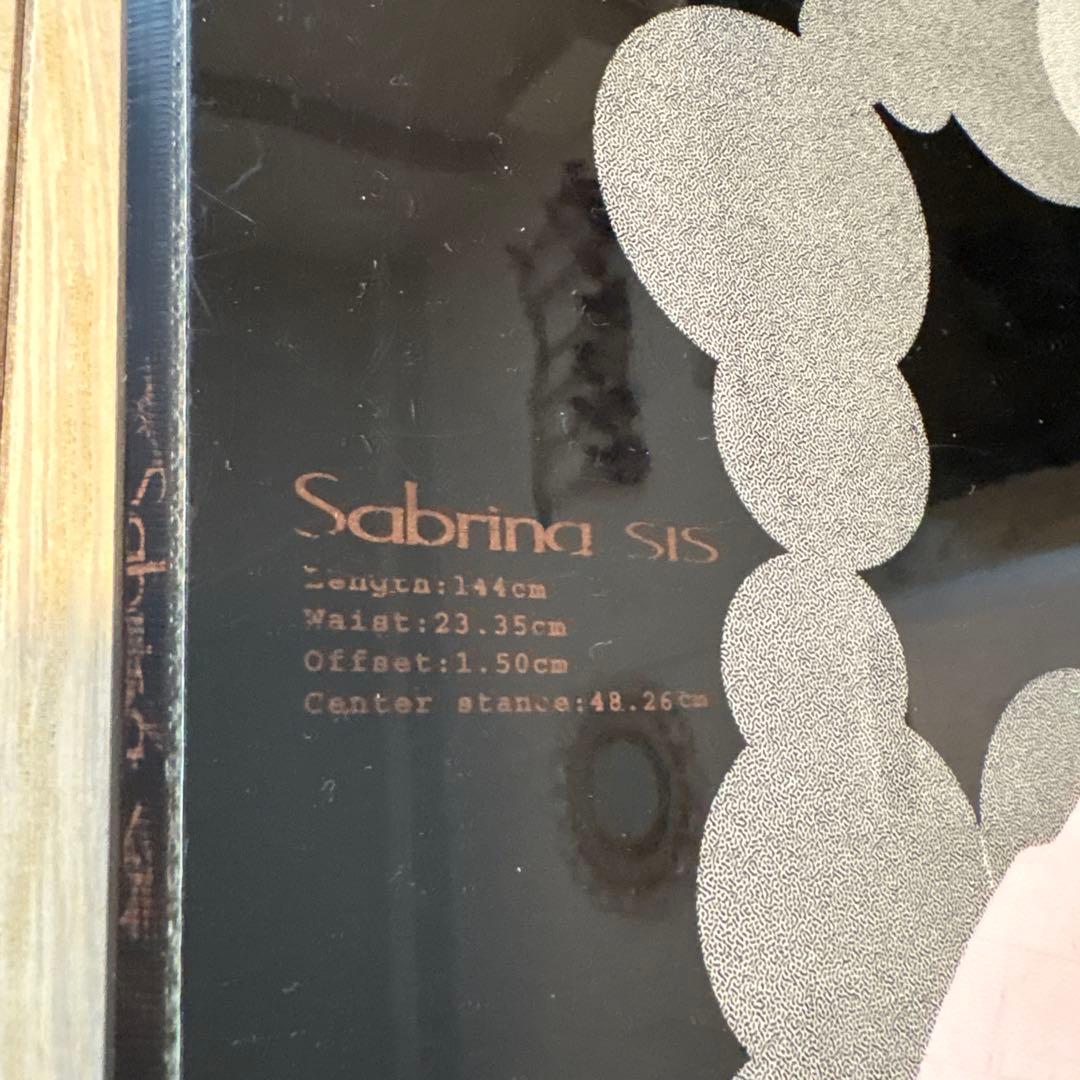 Sabrina SIS
Length:144cm
Waist:23.35cm
Offset:1.50cm
Center stance:48.26cm